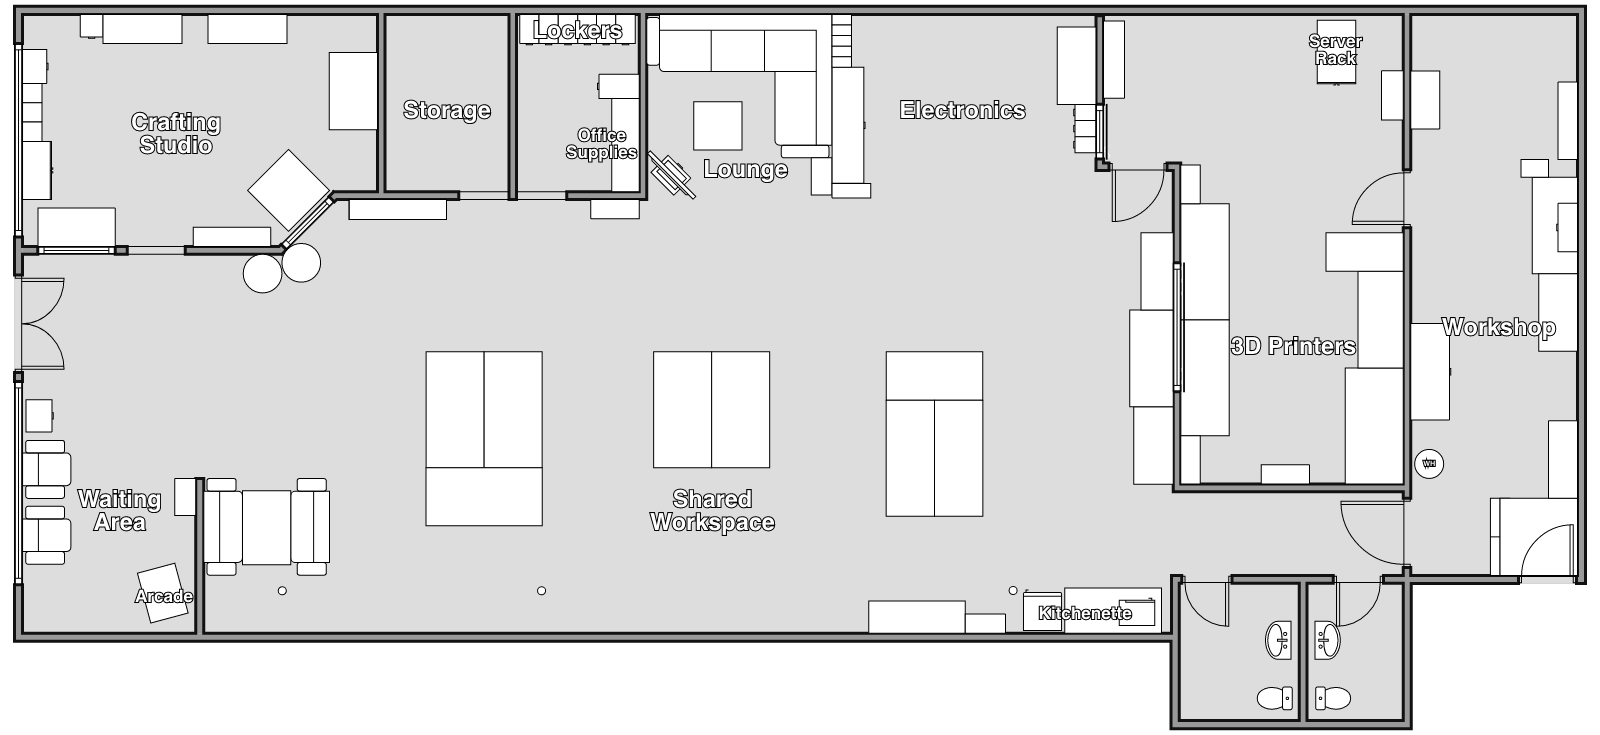 Lockers
Server
Rack
Crafting
Studio
Storage
Office
Supplies
Lounge
Electronics
3D Printers
Workshop
Waiting
Area
Arcade
Shared
Workspace
Kitchenette